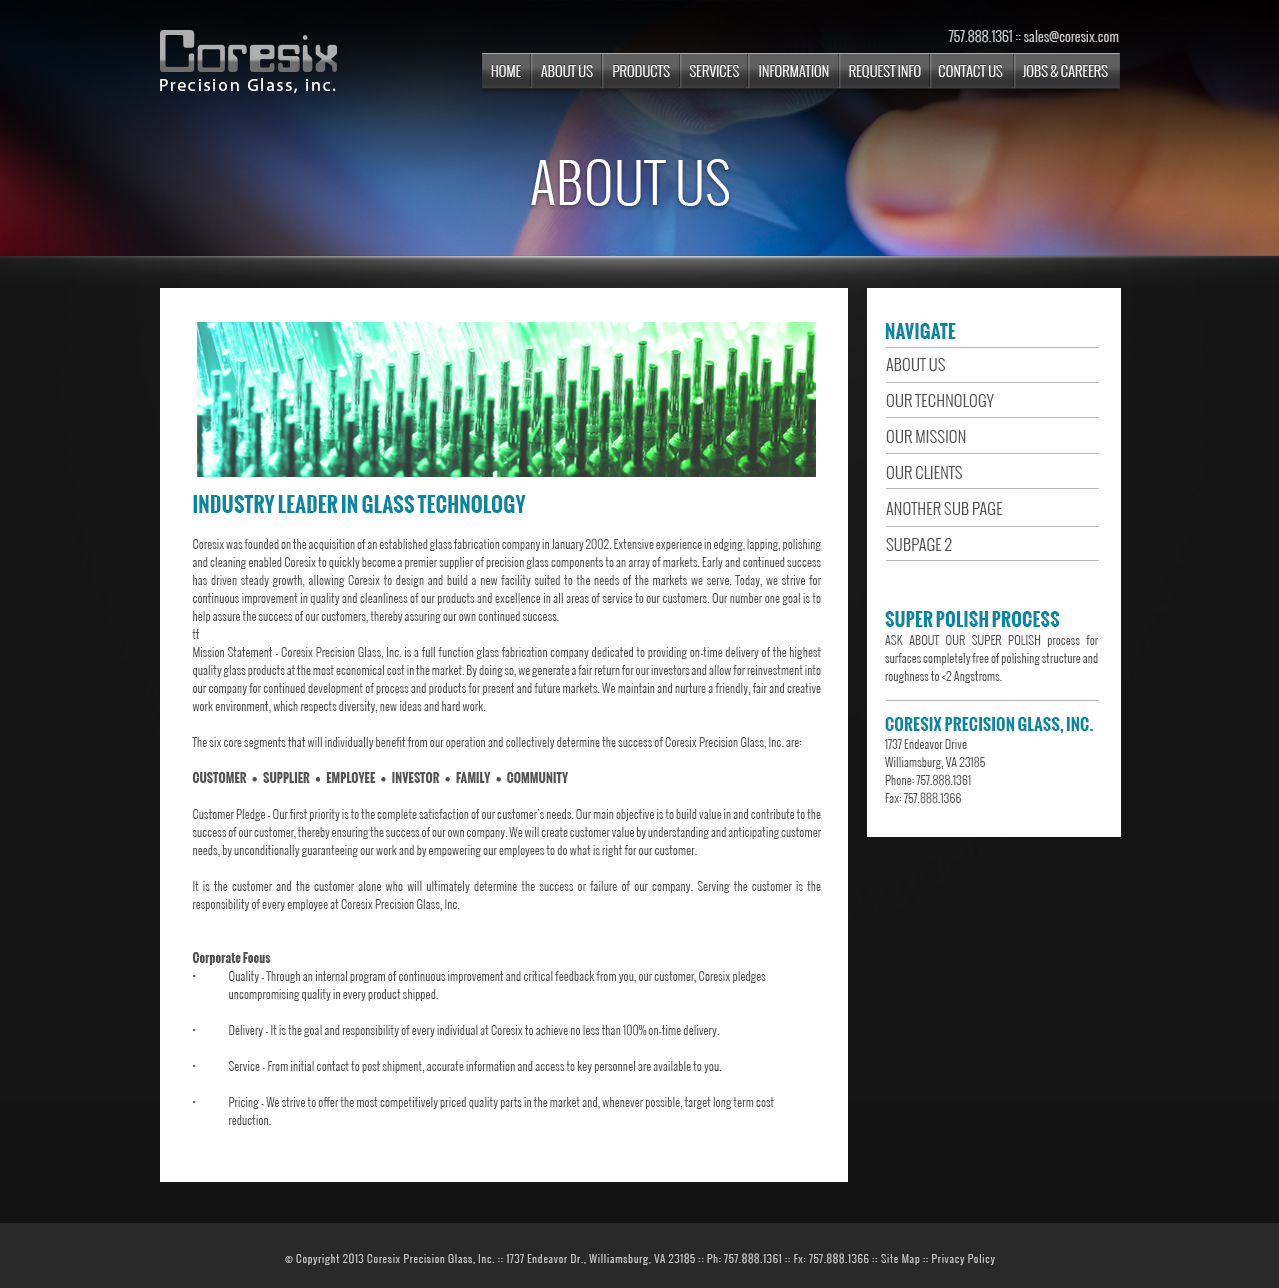 Coresix
Precision Glass, inc.
757.888.1361 :: sales@coresix.com
HOME ABOUT US PRODUCTS SERVICES INFORMATION REQUEST INFO CONTACT US JOBS & CAREERS
ABOUT US
INDUSTRY LEADER IN GLASS TECHNOLOGY
Coresix was founded on the acquisition of an established glass fabrication company in January 2002. Extensive experience in edging, lapping, polishing
and cleaning enabled Coresix to quickly become a premier supplier of precision glass components to an array of markets. Early and continued success
has driven steady growth, allowing Coresix to design and build a new facility suited to the needs of the markets we serve. Today, we strive for
continuous improvement in quality and cleanliness of our products and excellence in all areas of service to our customers. Our number one goal is to
help assure the success of our customers, thereby assuring our own continued success.
tt
Mission Statement - Coresix Precision Glass, Inc. is a full function glass fabrication company dedicated to providing on-time delivery of the highest
quality glass products at the most economical cost in the market. By doing so, we generate a fair return for our investors and allow for reinvestment into
our company for continued development of process and products for present and future markets. We maintain and nurture a friendly, fair and creative
work environment, which respects diversity, new ideas and hard work.
The six core segments that will individually benefit from our operation and collectively determine the success of Coresix Precision Glass, Inc. are:
CUSTOMER • SUPPLIER • EMPLOYEE • INVESTOR • FAMILY • COMMUNITY
Customer Pledge - Our first priority is to the complete satisfaction of our customer's needs. Our main objective is to build value in and contribute to the
success of our customer, thereby ensuring the success of our own company. We will create customer value by understanding and anticipating customer
needs, by unconditionally guaranteeing our work and by empowering our employees to do what is right for our customer.
It is the customer and the customer alone who will ultimately determine the success or failure of our company. Serving the customer is the
responsibility of every employee at Coresix Precision Glass, Inc.
Corporate Focus
• Quality - Through an internal program of continuous improvement and critical feedback from you, our customer, Coresix pledges
uncompromising quality in every product shipped.
• Delivery - It is the goal and responsibility of every individual at Coresix to achieve no less than 100% on-time delivery.
• Service - From initial contact to post shipment, accurate information and access to key personnel are available to you.
• Pricing - We strive to offer the most competitively priced quality parts in the market and, whenever possible, target long term cost
reduction.
NAVIGATE
ABOUT US
OUR TECHNOLOGY
OUR MISSION
OUR CLIENTS
ANOTHER SUB PAGE
SUBPAGE 2
SUPER POLISH PROCESS
ASK ABOUT OUR SUPER POLISH process for
surfaces completely free of polishing structure and
roughness to <2 Angstroms.
CORESIX PRECISION GLASS, INC.
1737 Endeavor Drive
Williamsburg, VA 23185
Phone: 757.888.1361
Fax: 757.888.1366
© Copyright 2013 Coresix Precision Glass, Inc. :: 1737 Endeavor Dr., Williamsburg, VA 23185 :: Ph: 757.888.1361 :: Fx: 757.888.1366 :: Site Map :: Privacy Policy